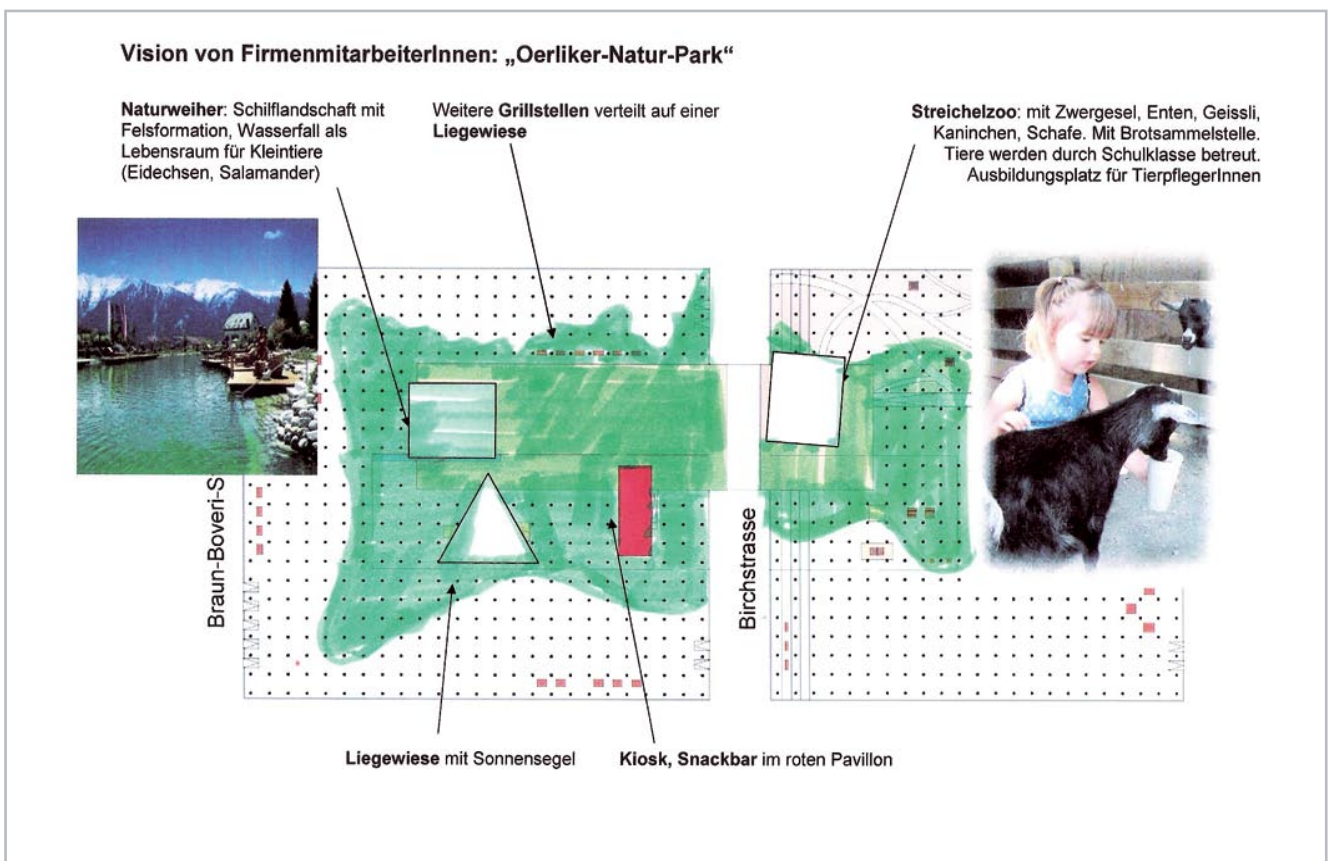 Vision von FirmenmitarbeiterInnen: „Oerliker-Natur-Park“
Naturweiher: Schilflandschaft mit
Felsformation, Wasserfall als
Lebensraum für Kleintiere
(Eidechsen, Salamander)
Weitere Grillstellen verteilt auf einer
Liegewiese
Streichelzoo: mit Zwergesel, Enten, Geissli,
Kaninchen, Schafe. Mit Brotsammelstelle.
Tiere werden durch Schulklasse betreut.
Ausbildungsplatz für TierpflegerInnen
Braun-Boveri-S
Birchstrasse
Liegewiese mit Sonnensegel
Kiosk, Snackbar im roten Pavillon